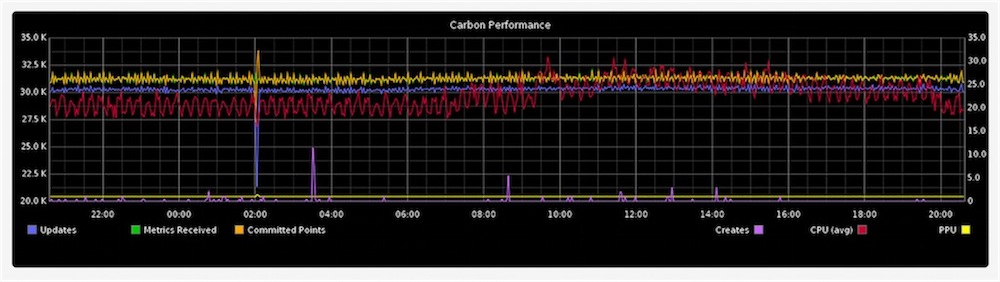 Carbon Performance
35.0 K 35.0
32.5 K 30.0
30.0 K 25.0
27.5 K 20.0
25.0 K 15.0
22.5 K 10.0
20.0 K 5.0
0
22:00 00:00 02:00 04:00 06:00 08:00 10:00 12:00 14:00 16:00 18:00 20:00
Updates Metrics Received Committed Points Creates CPU (avg) PPU